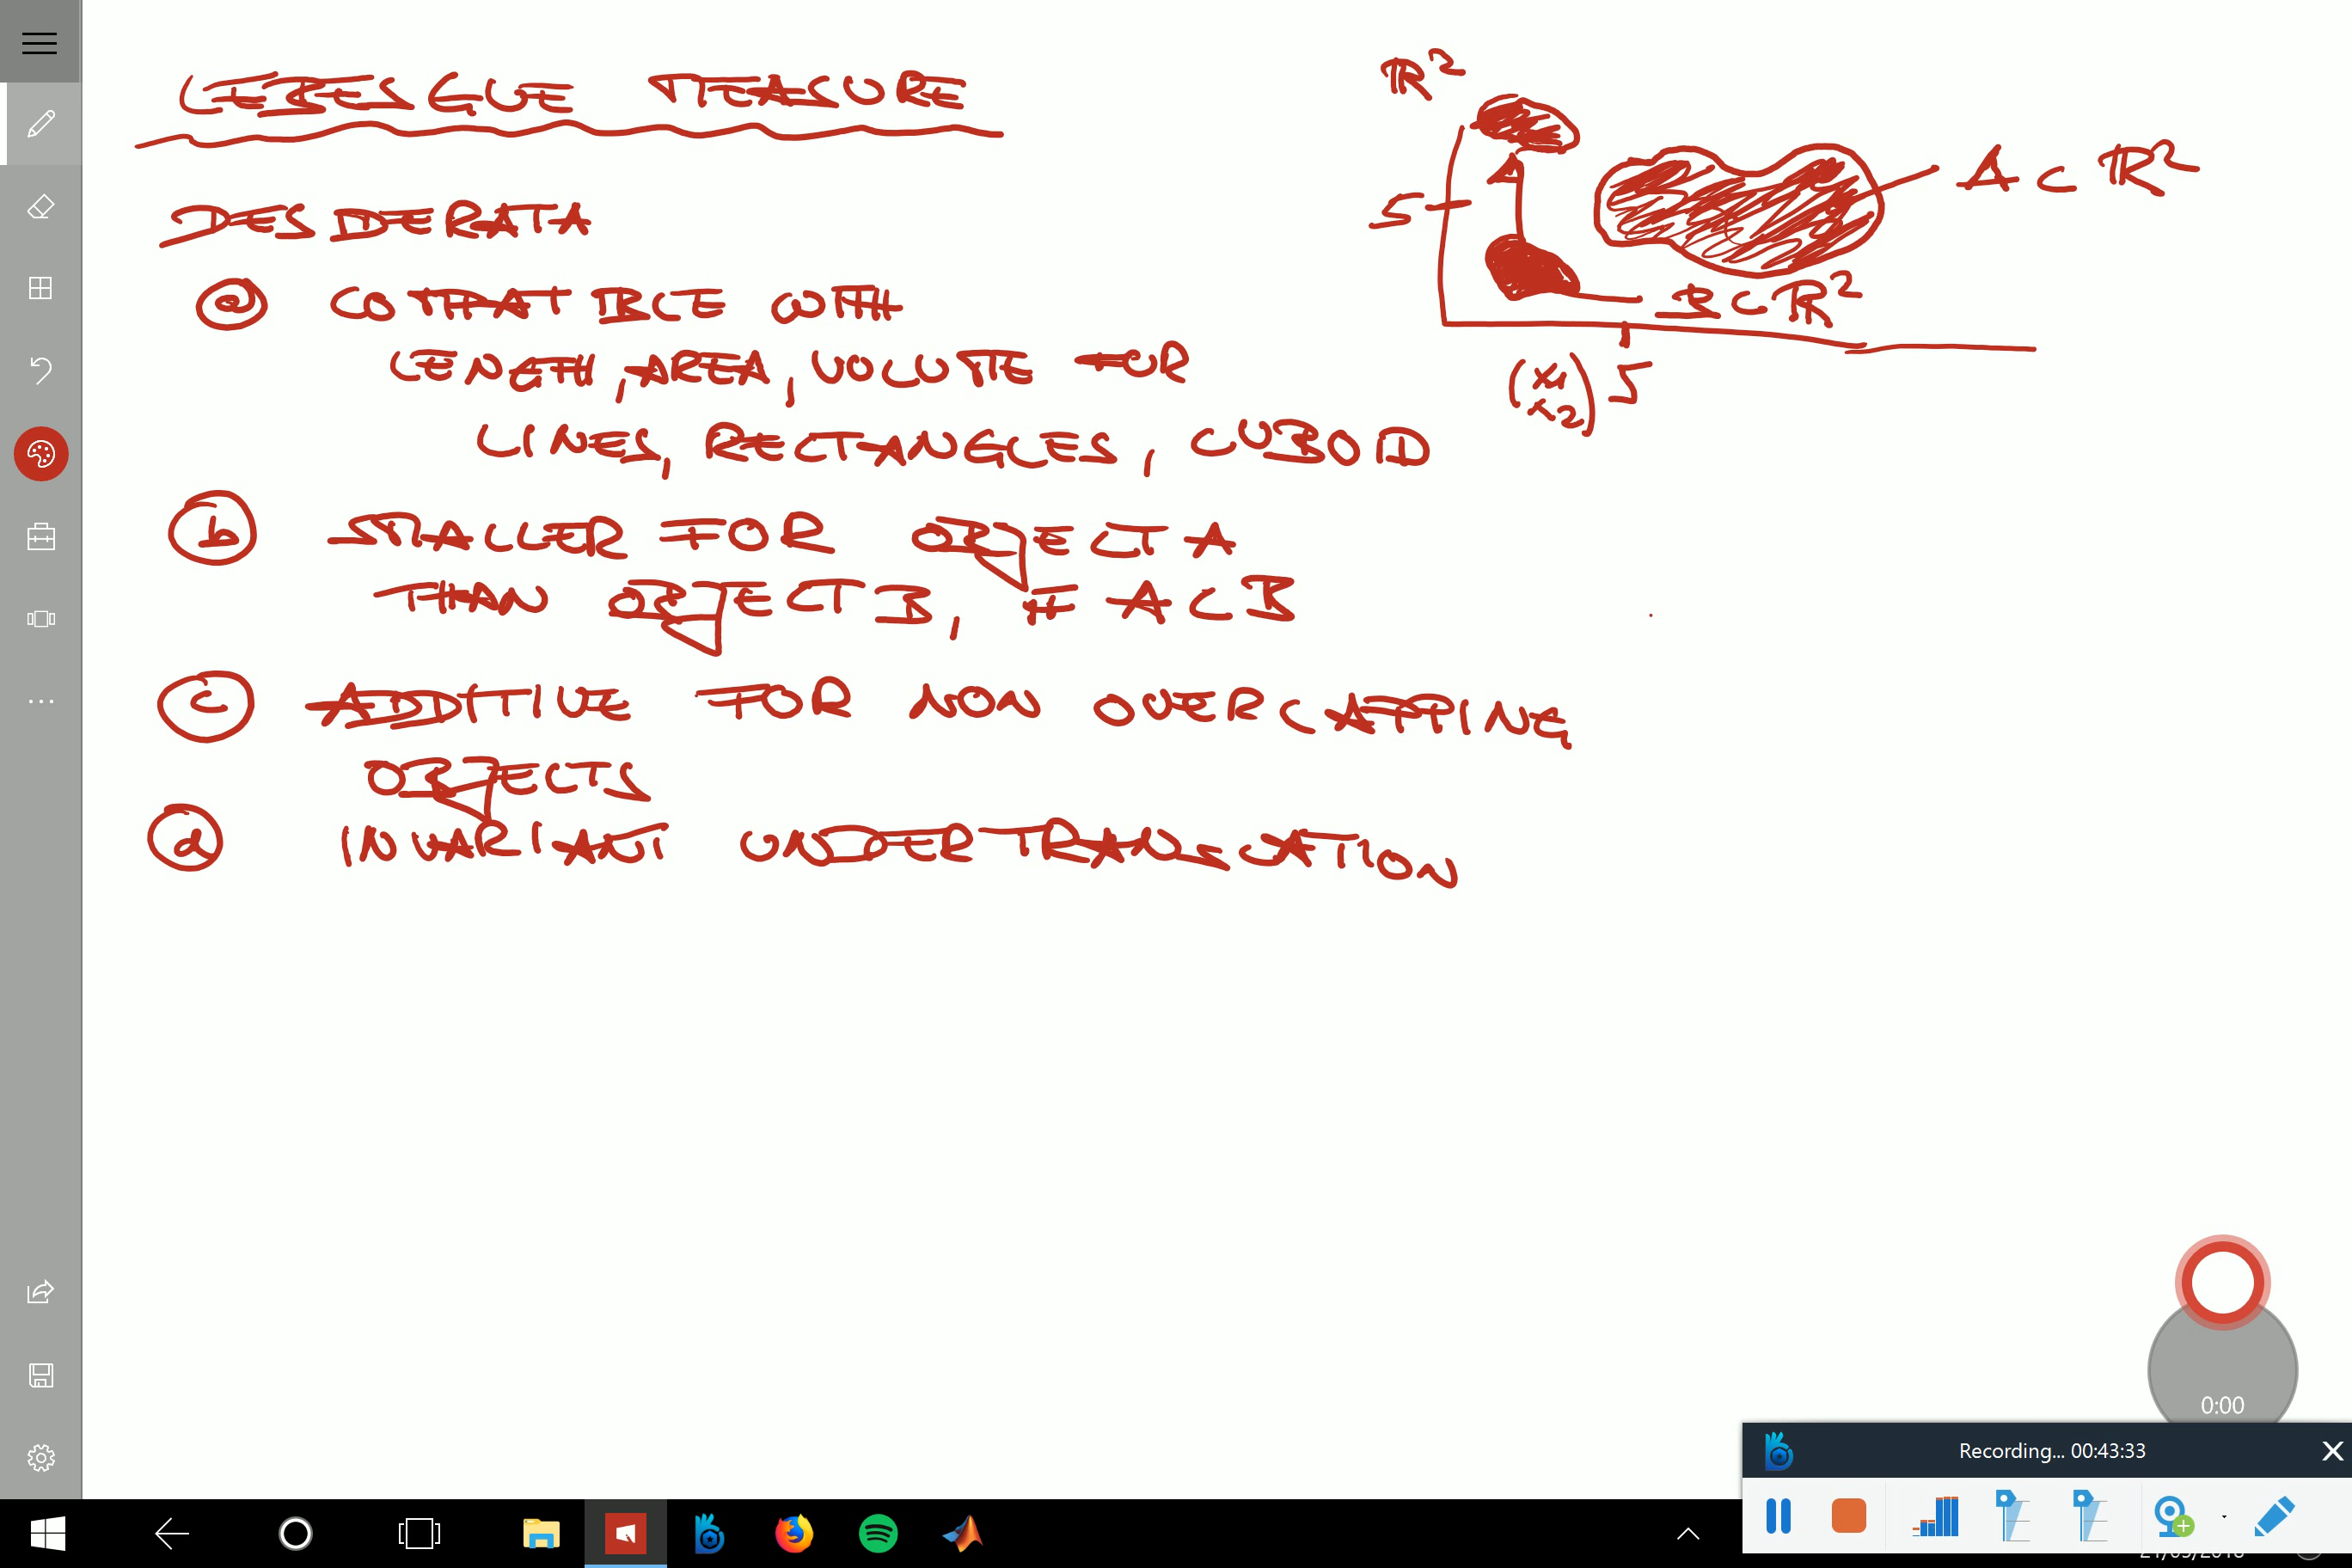 LEBESGUE MEASURE
DESIDERATA
ⓐ COMPATIBLE WITH
LENGTH, AREA, VOLUME FOR
LINES, RECTANGLES, CUBOID
ⓑ SMALLER FOR OBJECT A
THAN OBJECT B, IF A⊂B
ⓒ ADDITIVE FOR NON OVERLAPPING
OBJECTS
ⓓ INVARIANT UNDER TRANSLATION
ℝ²
5
A ⊂ ℝ²
B ⊂ ℝ²
(x1
x2)
5
0:00
Recording... 00:43:33